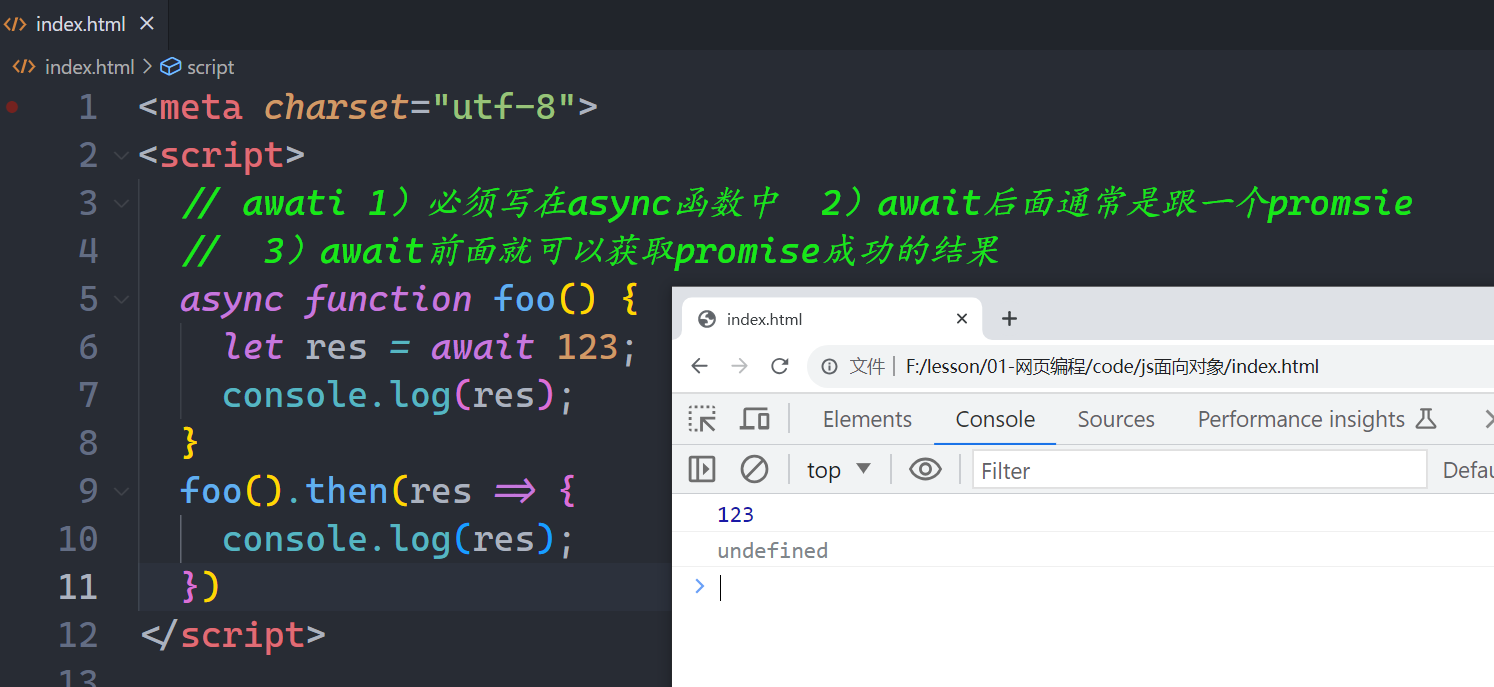 index.html
index.html > script
1 <meta charset="utf-8">
2 <script>
3 // awati 1）必须写在async函数中  2）await后面通常是跟一个promsie
4 //  3）await前面就可以获取promise成功的结果
5 async function foo() {
6 let res = await 123;
7 console.log(res);
8 }
9 foo().then(res => {
10 console.log(res);
11 })
12 </script>
13
index.html
文件 | F:/lesson/01-网页编程/code/js面向对象/index.html
Elements Console Sources Performance insights
top Filter Defau
123
undefined